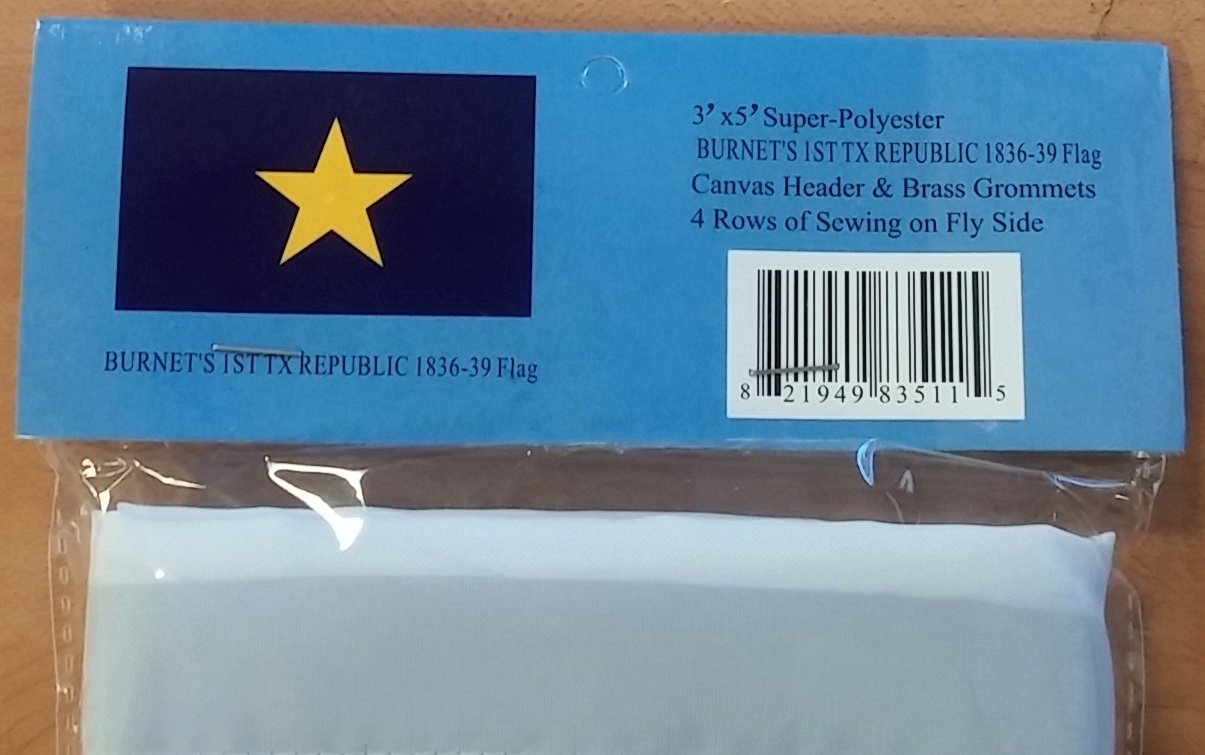 3’x5’ Super-Polyester
BURNET'S 1ST TX REPUBLIC 1836-39 Flag
Canvas Header & Brass Grommets
4 Rows of Sewing on Fly Side
BURNET'S 1ST TX REPUBLIC 1836-39 Flag
8 21949 83511 5